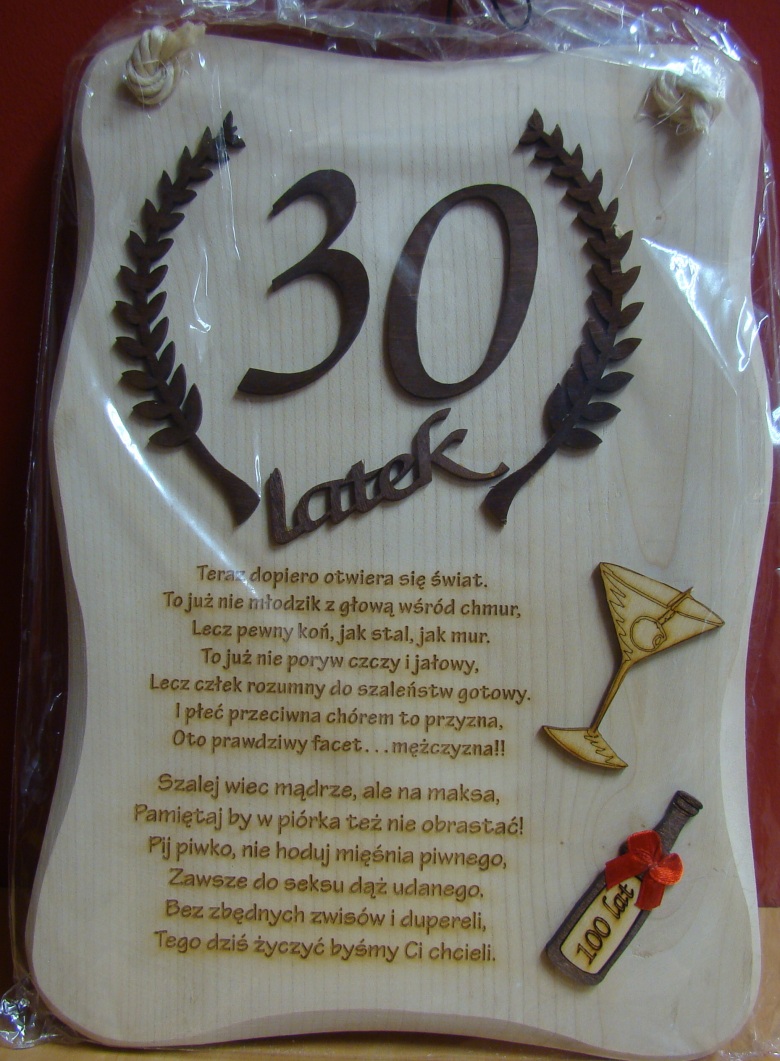 30
latek
Teraz dopiero otwiera się świat.
To już nie młodzik z głową wśród chmur,
Lecz pewny koń, jak stal, jak mur.
To już nie poryw czczy i jałowy,
Lecz człek rozumny do szaleństw gotowy.
I płeć przeciwna chórem to przyzna,
Oto prawdziwy facet...mężczyzna!!
Szalej wiec mądrze, ale na maksa,
Pamiętaj by w piórka też nie obrastać!
Pij piwko, nie hoduj mięśnia piwnego,
Zawsze do seksu dąż udanego,
Bez zbędnych zwisów i dupereli,
Tego dziś życzyć byśmy Ci chcieli.
100 lat